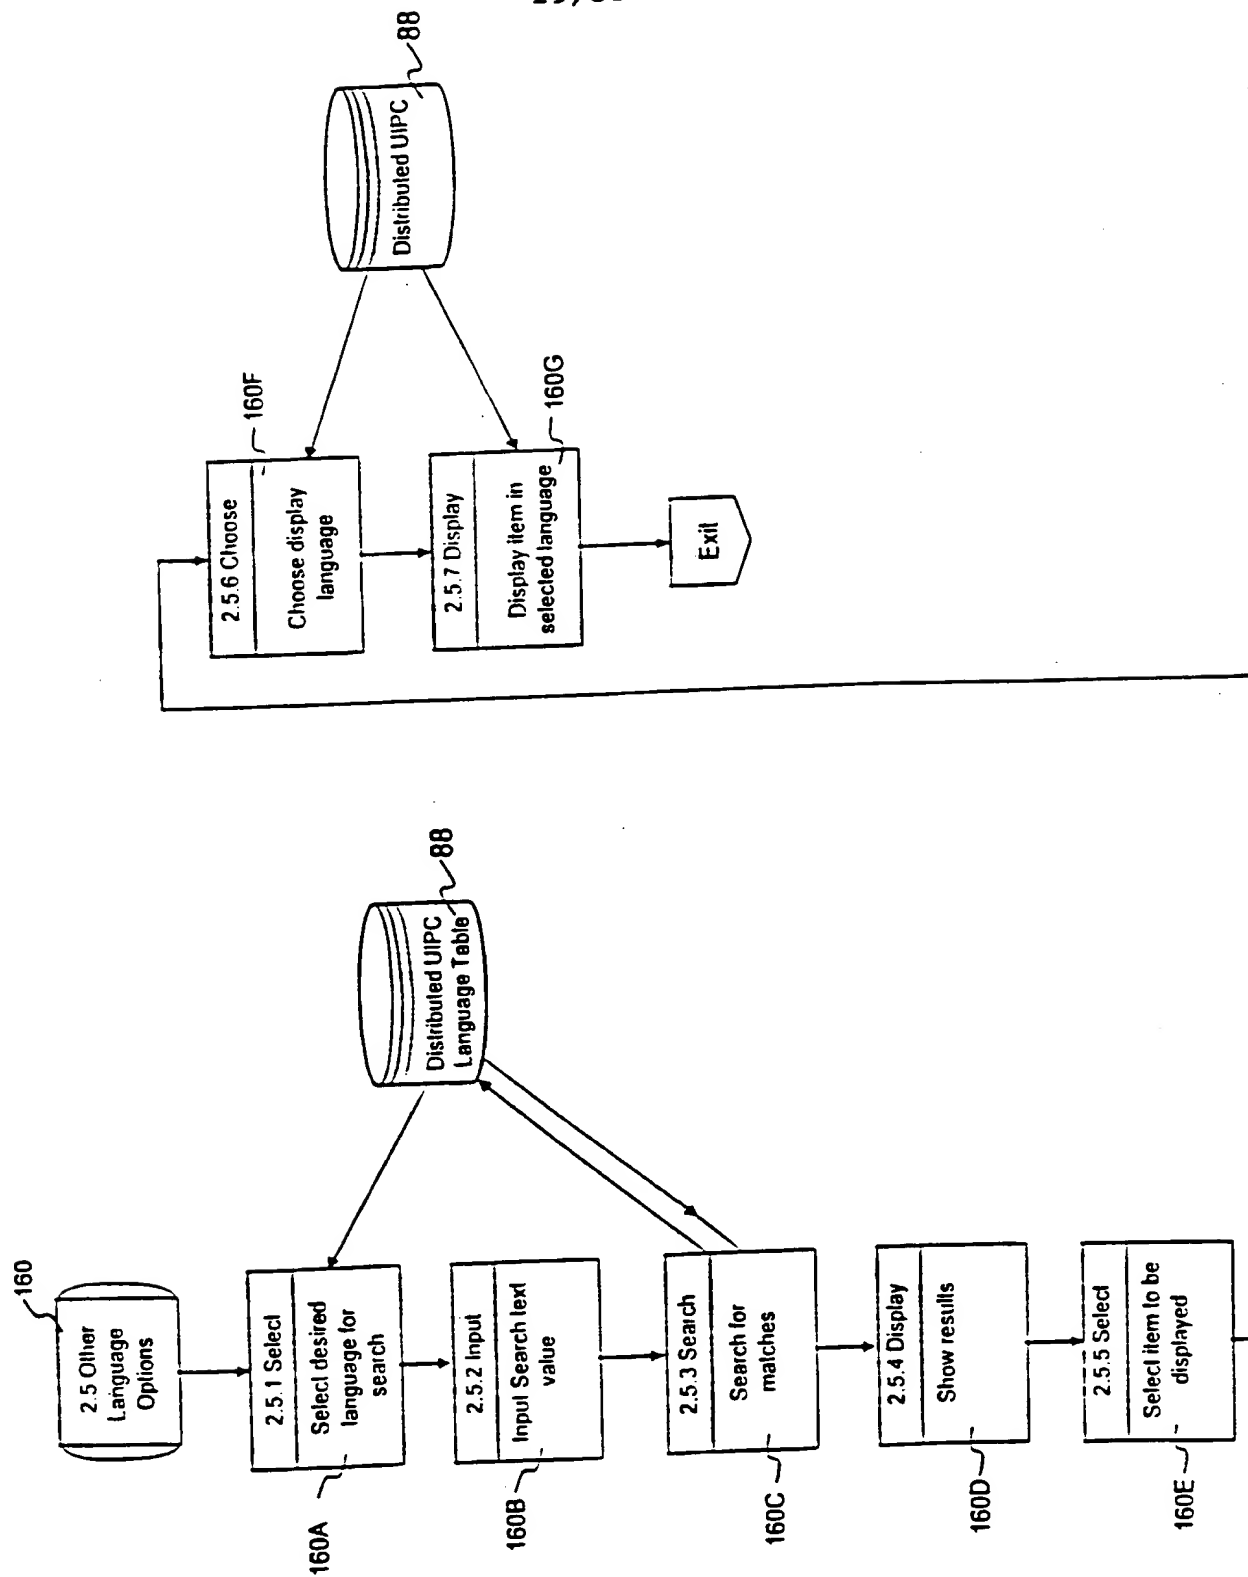 160
2.5 Other
Language
Options
2.5.1 Select
Select desired
language for
search
160A
2.5.2 Input
Input Search text
value
160B
2.5.3 Search
Search for
matches
160C
2.5.4 Display
Show results
160D
2.5.5 Select
Select item to be
displayed
160E
Distributed UIPC
Language Table
88
2.5.6 Choose
Choose display
language
160F
2.5.7 Display
Display item in
selected language
160G
Exit
Distributed UIPC
88